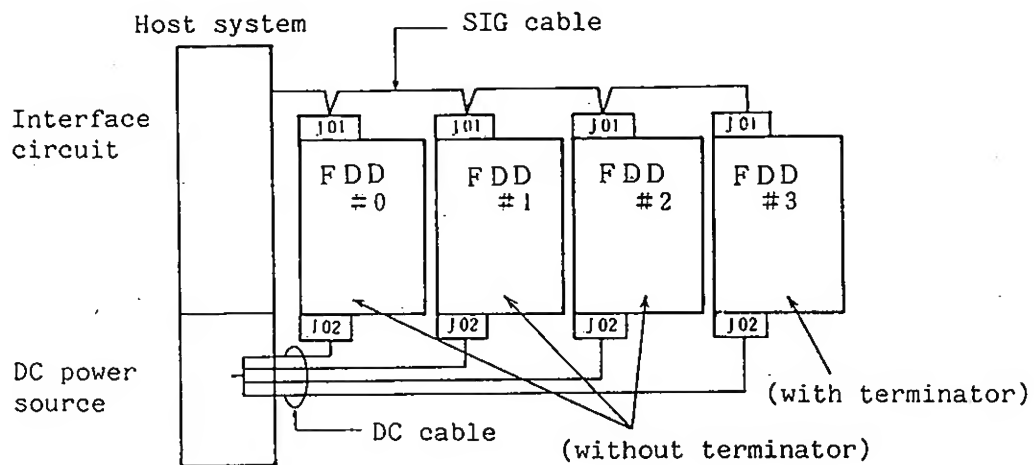 Host system
SIG cable
Interface
circuit
J01
J01
J01
J01
FDD
#0
FDD
#1
FDD
#2
FDD
#3
J02
J02
J02
J02
DC power
source
DC cable
(without terminator)
(with terminator)